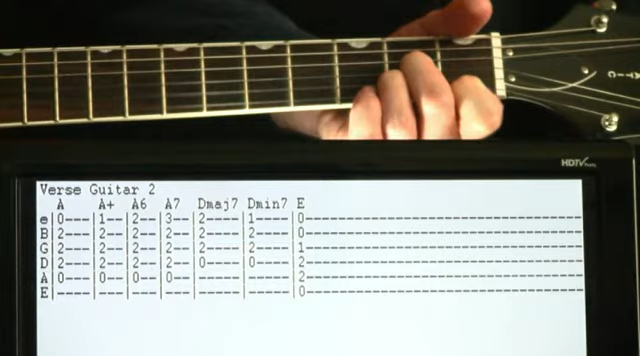 HDTV
Verse Guitar 2
A A+ A6 A7 Dmaj7 Dmin7 E
e|0----|1---|2---|3---|2-----|1-----|0-----------------------------------
B|2----|2---|2---|2---|2-----|2-----|0-----------------------------------
G|2----|2---|2---|2---|2-----|2-----|1-----------------------------------
D|2----|2---|2---|2---|0-----|0-----|2-----------------------------------
A|0----|0---|0---|0---|------|------|2-----------------------------------
E|-----|----|----|----|------|------|0-----------------------------------